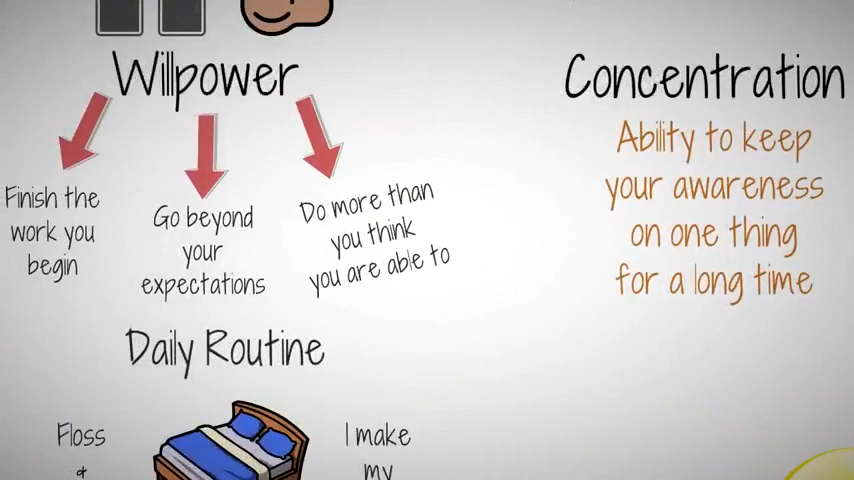 Willpower
Finish the
work you
begin
Go beyond
your
expectations
Do more than
you think
you are able to
Concentration
Ability to keep
your awareness
on one thing
for a long time
Daily Routine
Floss
&
I make
my